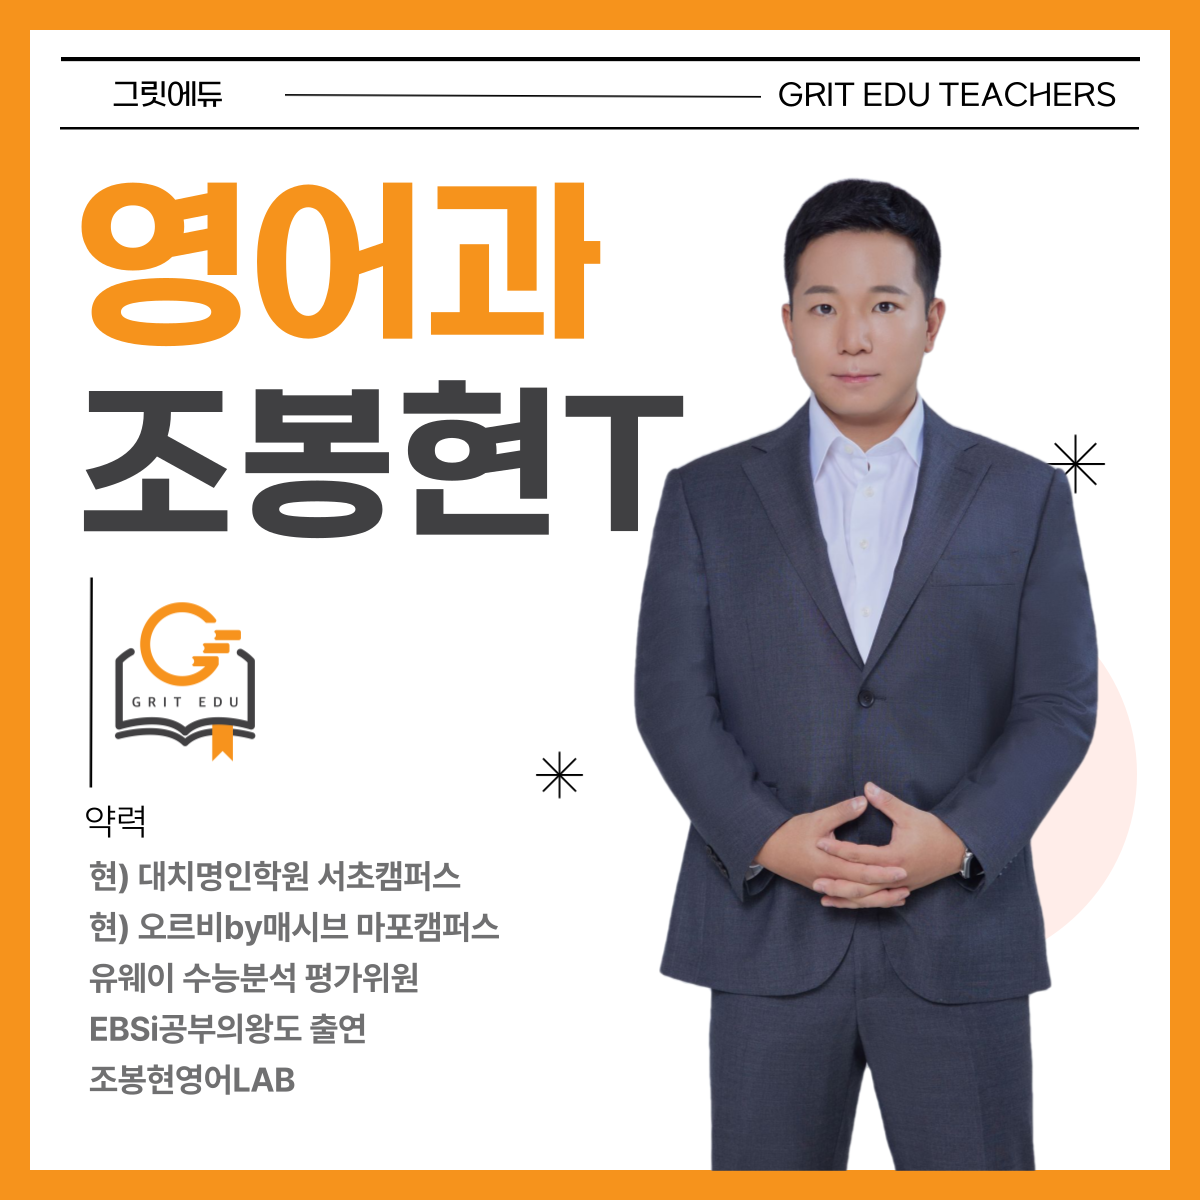 그릿에듀
GRIT EDU TEACHERS
영어과
조봉현T
GRIT EDU
약력
현) 대치명인학원 서초캠퍼스
현) 오르비by매시브 마포캠퍼스
유웨이 수능분석 평가위원
EBSi공부의왕도 출연
조봉현영어LAB